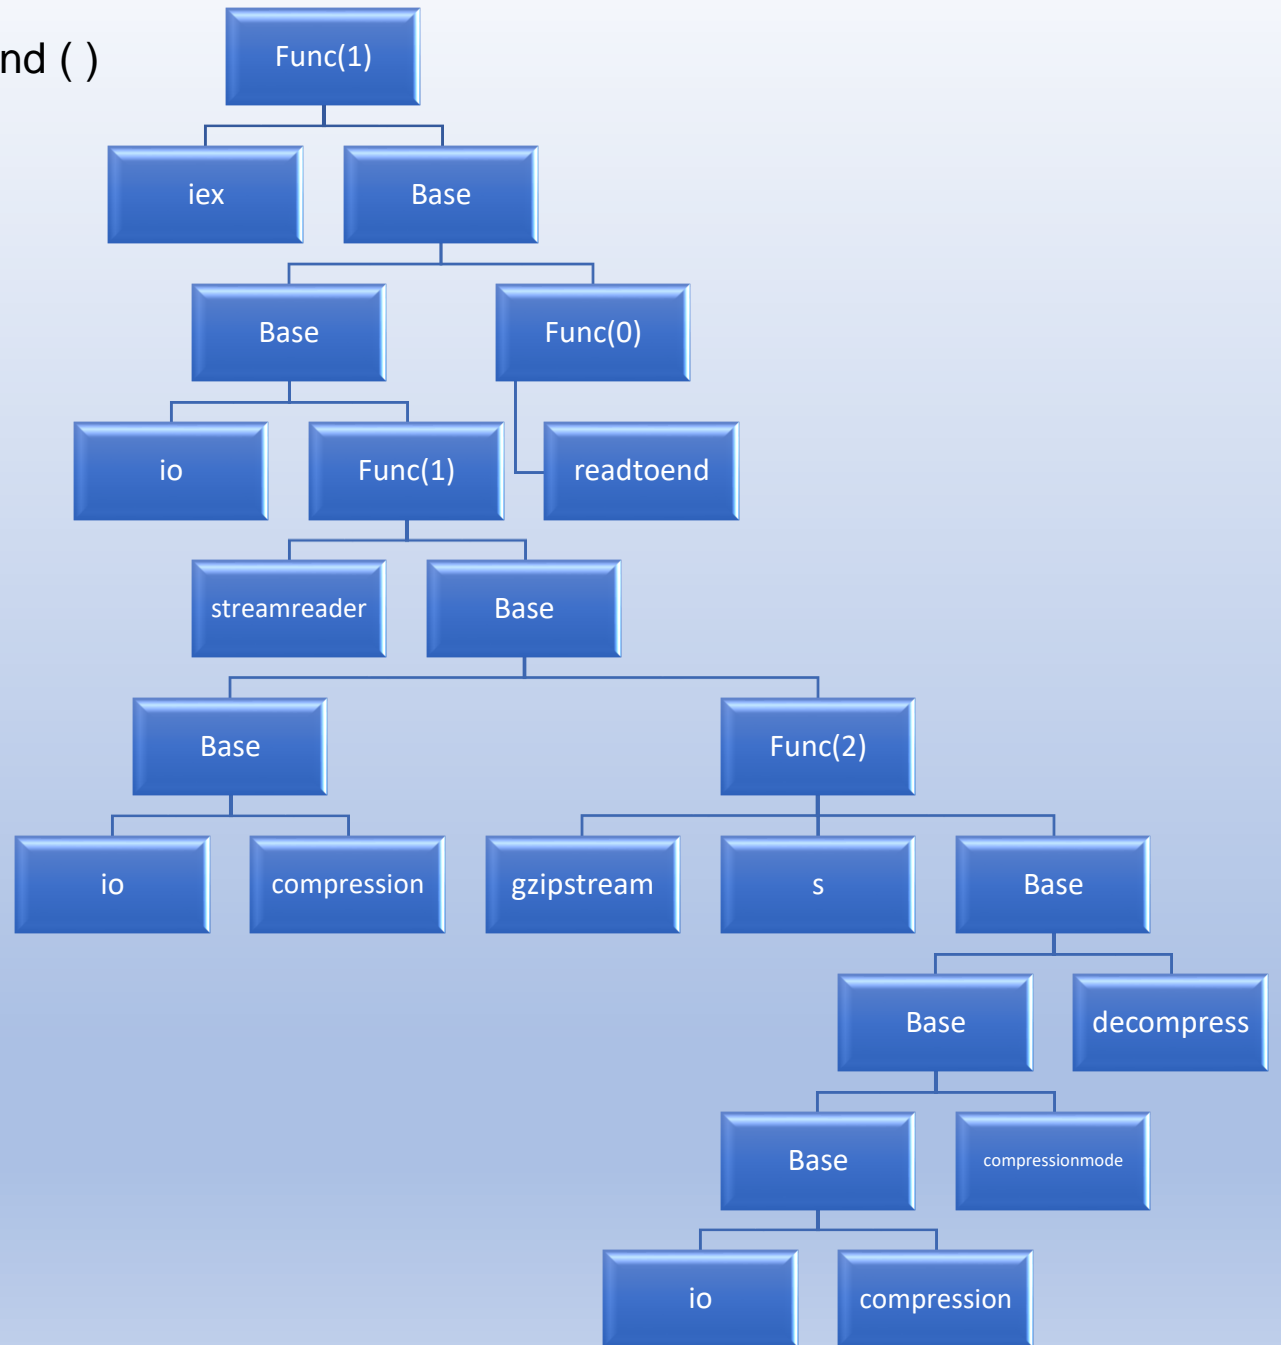 nd ( )
Func(1)
iex
Base
Base
Func(0)
io
Func(1)
readtoend
streamreader
Base
Base
Func(2)
io
compression
gzipstream
s
Base
Base
decompress
Base
compressionmode
io
compression